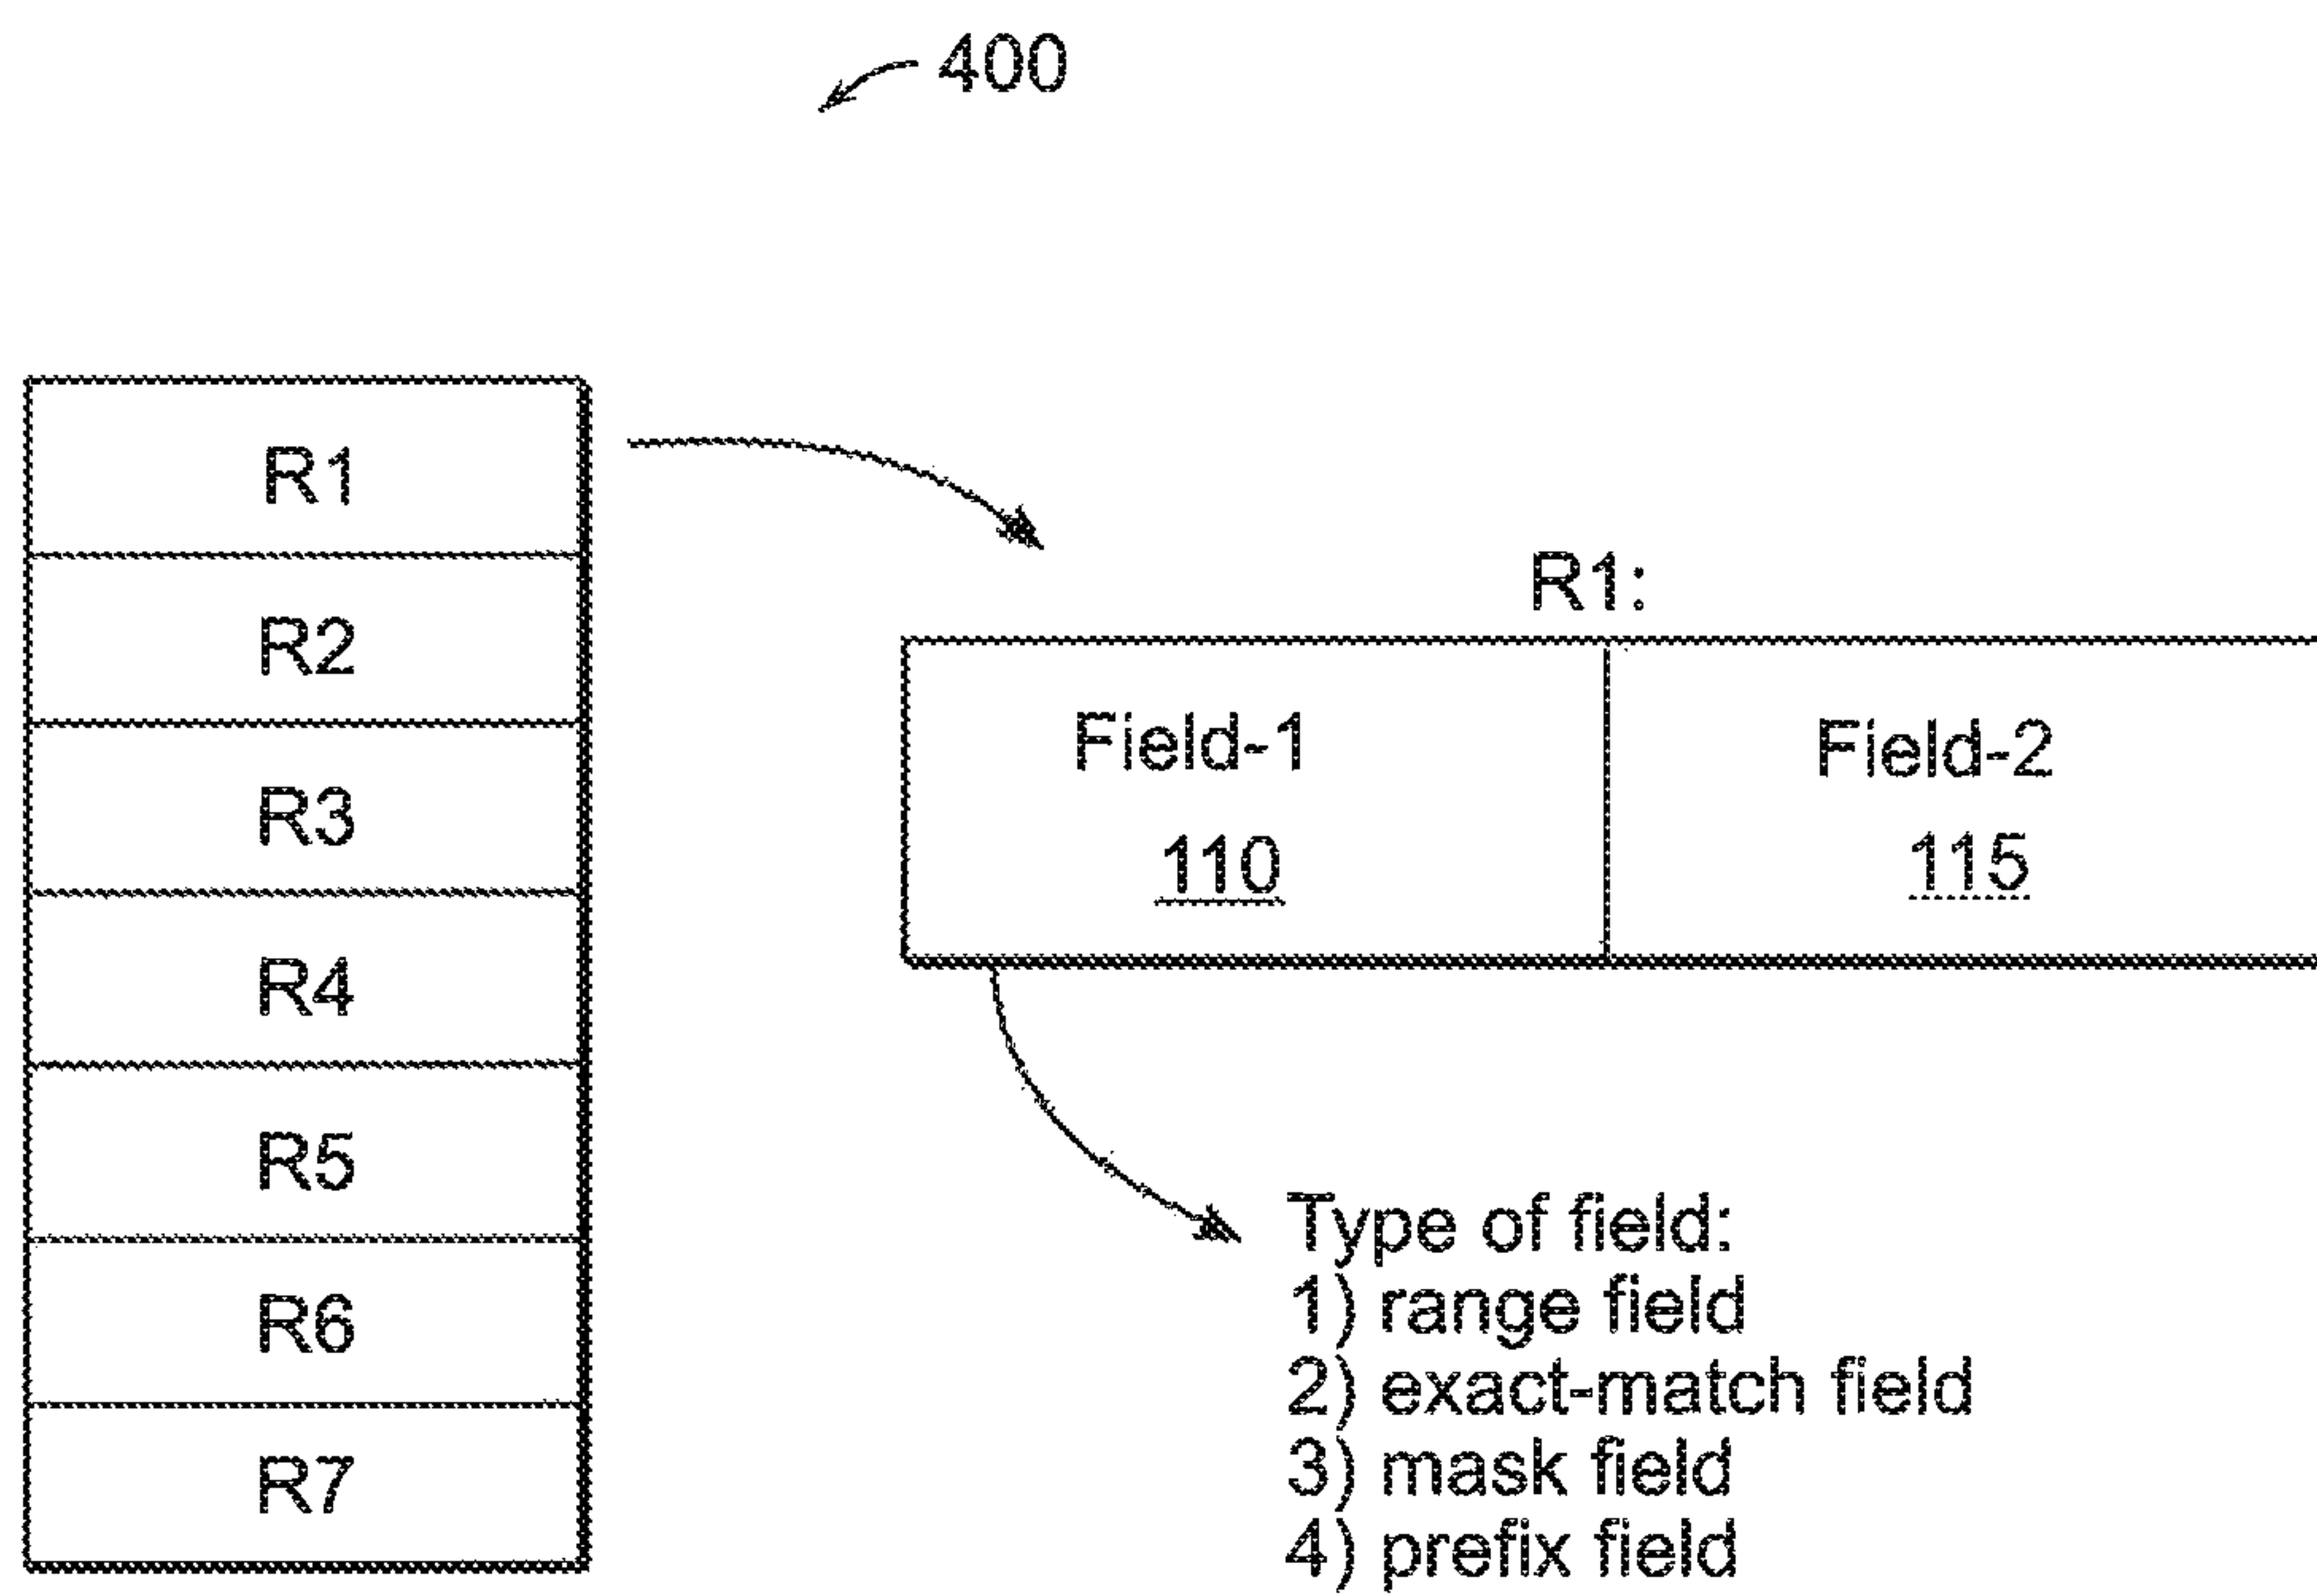 400
R1
R2
R3
R4
R5
R6
R7
R1:
Field-1
110
Field-2
115
Type of field:
1) range field
2) exact-match field
3) mask field
4) prefix field